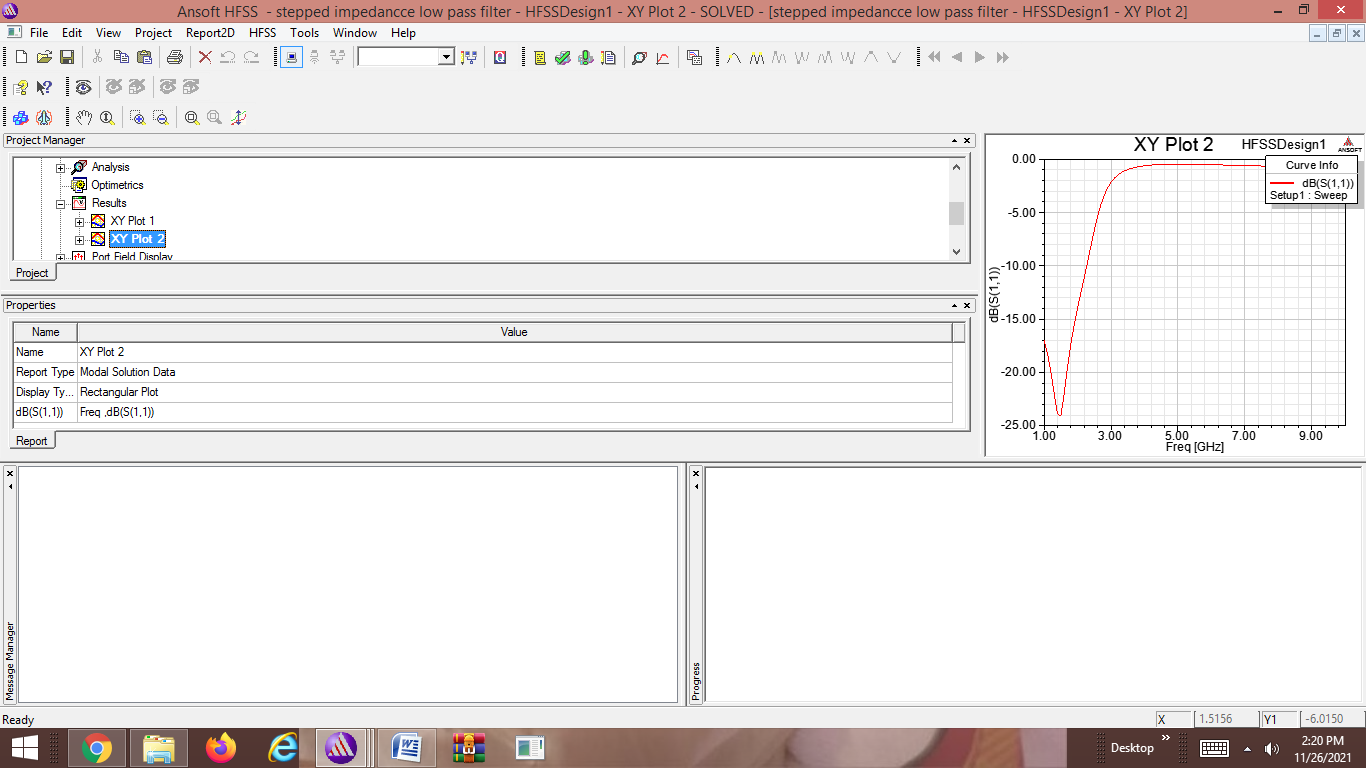 Ansoft HFSS - stepped impedancce low pass filter - HFSSDesign1 - XY Plot 2 - SOLVED - [stepped impedancce low pass filter - HFSSDesign1 - XY Plot 2]
File Edit View Project Report2D HFSS Tools Window Help
Project Manager
Analysis
Optimetrics
Results
XY Plot 1
XY Plot 2
Port Field Display
Project
Properties
Name Value
Name XY Plot 2
Report Type Modal Solution Data
Display Ty... Rectangular Plot
dB(S(1,1)) Freq ,dB(S(1,1))
Report
XY Plot 2 HFSSDesign1
ANSOFT
Curve Info
dB(S(1,1))
Setup1 : Sweep
0.00
-5.00
-10.00
-15.00
-20.00
-25.00
dB(S(1,1))
1.00 3.00 5.00 7.00 9.00
Freq [GHz]
Message Manager
Progress
Ready
X 1.5156 Y1 -6.0150
Desktop
2:20 PM
11/26/2021